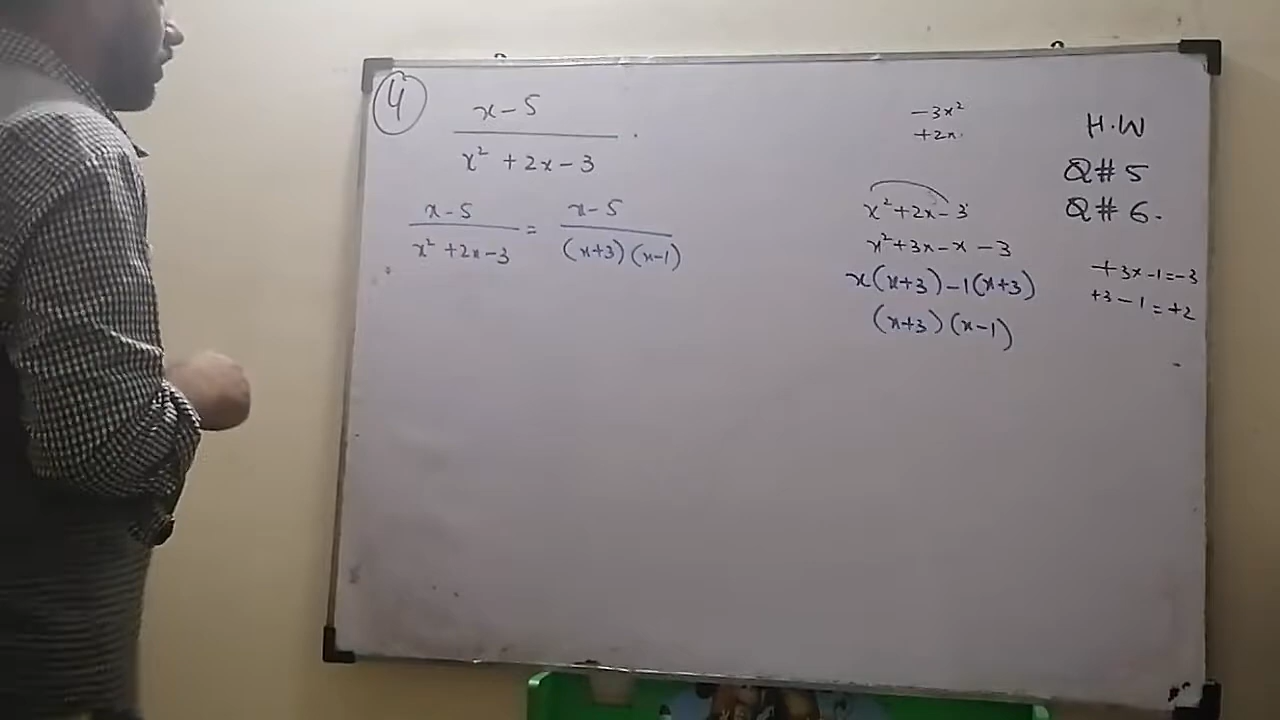 4
x-5
x² + 2x - 3
x-5 / x² + 2x - 3 = x-5 / (x+3)(x-1)
-3x²
+2x
x² + 2x - 3
x² + 3x - x - 3
x(x+3) - 1(x+3)
(x+3)(x-1)
H.W
Q# 5
Q# 6.
+3x-1=-3
+3-1=+2